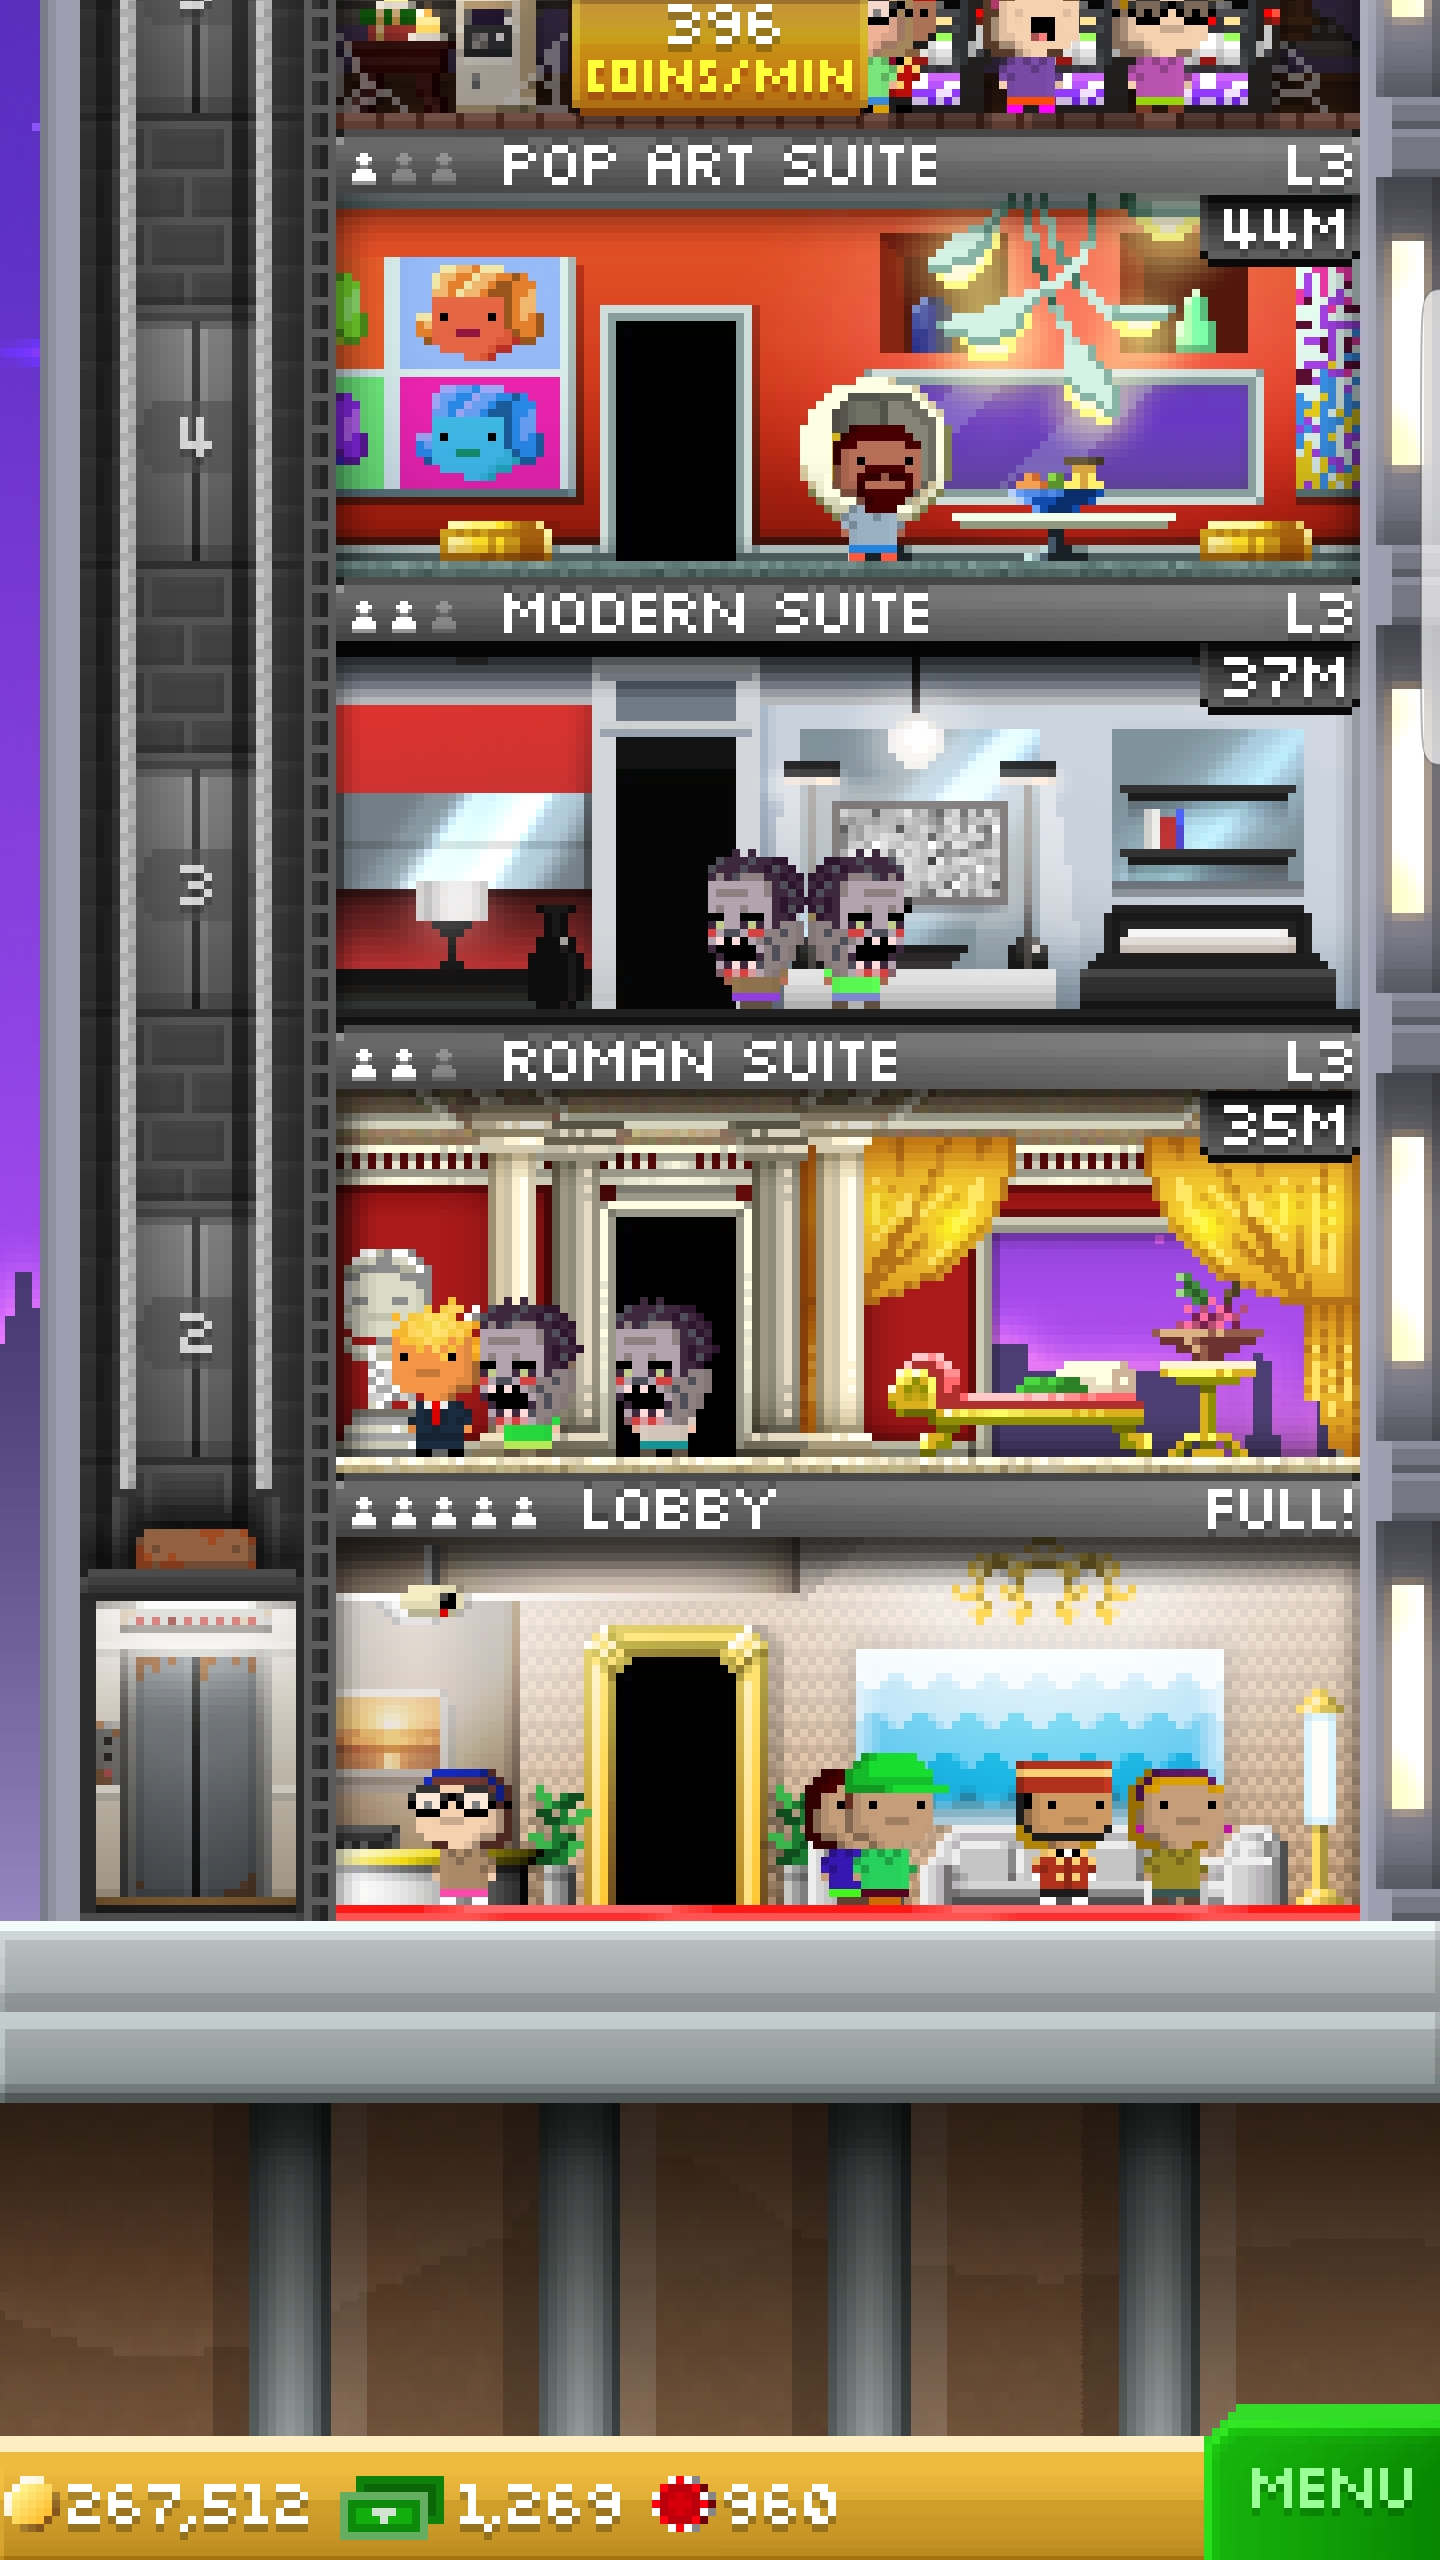 396
COINS/MIN
POP ART SUITE L3
44M
4
MODERN SUITE L3
37M
3
ROMAN SUITE L3
35M
2
LOBBY FULL!
267,512 1,269 960
MENU